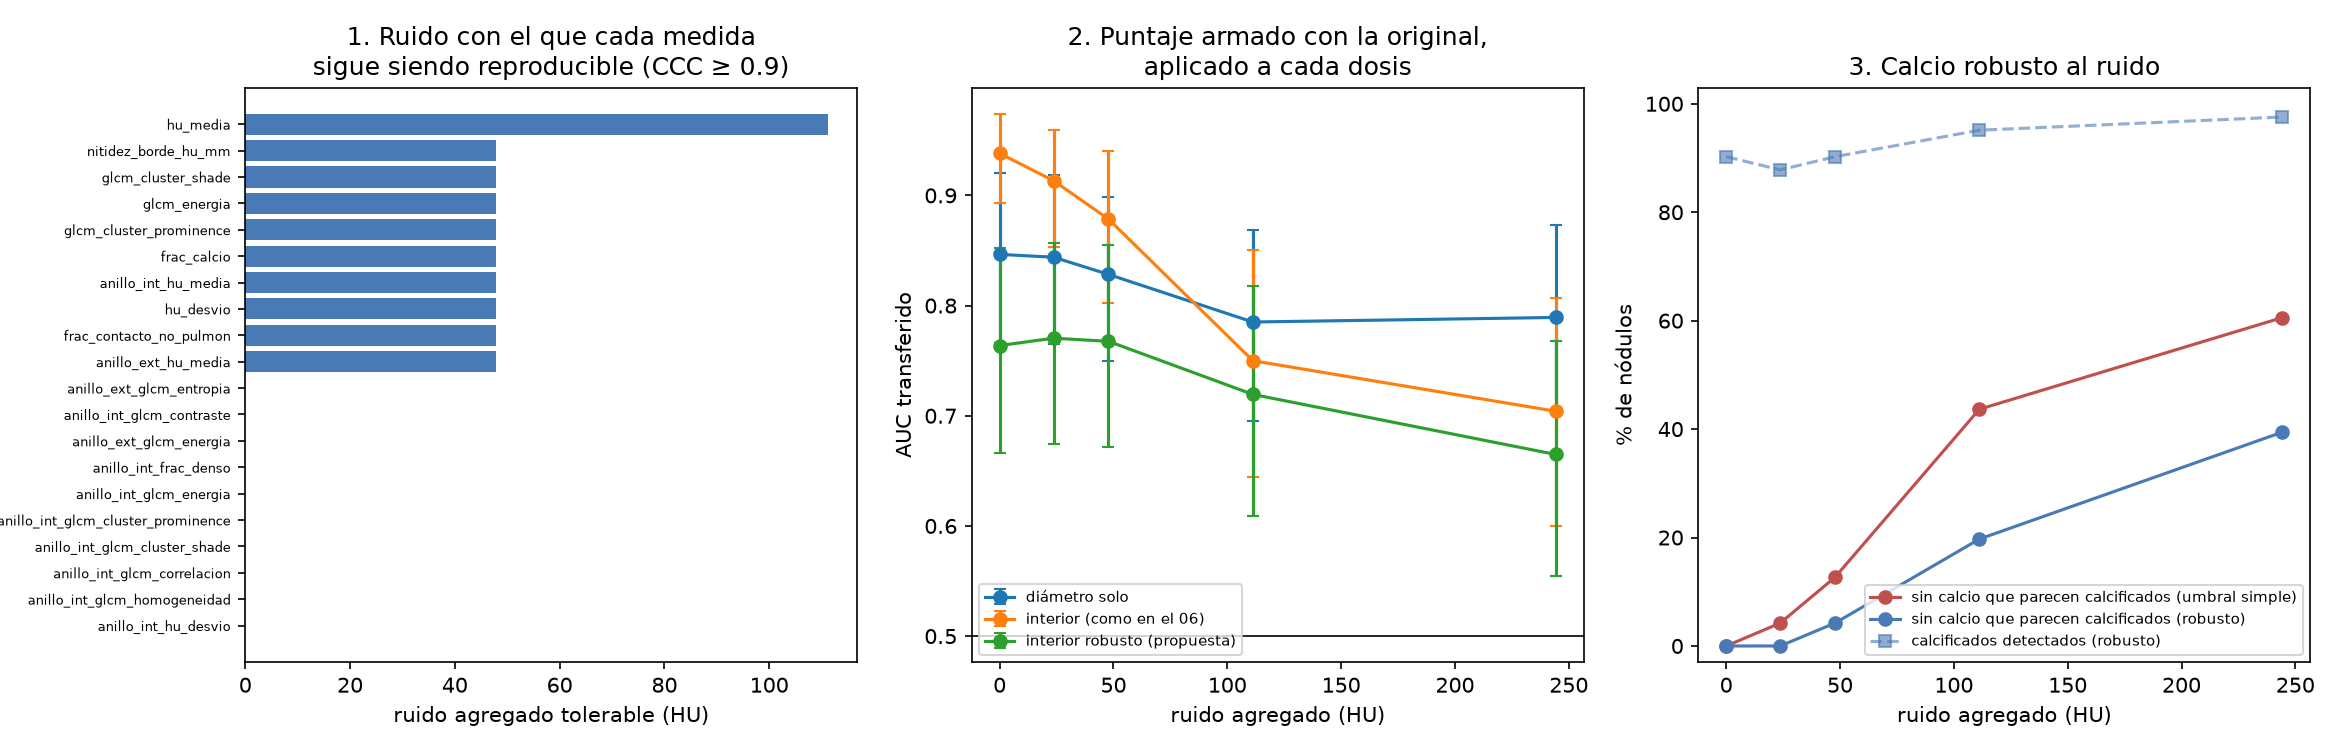 1. Ruido con el que cada medida
sigue siendo reproducible (CCC ≥ 0.9)
hu_media
nitidez_borde_hu_mm
glcm_cluster_shade
glcm_energia
glcm_cluster_prominence
frac_calcio
anillo_int_hu_media
hu_desvio
frac_contacto_no_pulmon
anillo_ext_hu_media
anillo_ext_glcm_entropia
anillo_int_glcm_contraste
anillo_ext_glcm_energia
anillo_int_frac_denso
anillo_int_glcm_energia
anillo_int_glcm_cluster_prominence
anillo_int_glcm_cluster_shade
anillo_int_glcm_correlacion
anillo_int_glcm_homogeneidad
anillo_int_hu_desvio
0 20 40 60 80 100
ruido agregado tolerable (HU)
2. Puntaje armado con la original,
aplicado a cada dosis
AUC transferido
0.9
0.8
0.7
0.6
0.5
diámetro solo
interior (como en el 06)
interior robusto (propuesta)
0 50 100 150 200 250
ruido agregado (HU)
3. Calcio robusto al ruido
% de nódulos
100
80
60
40
20
0
sin calcio que parecen calcificados (umbral simple)
sin calcio que parecen calcificados (robusto)
calcificados detectados (robusto)
0 50 100 150 200 250
ruido agregado (HU)